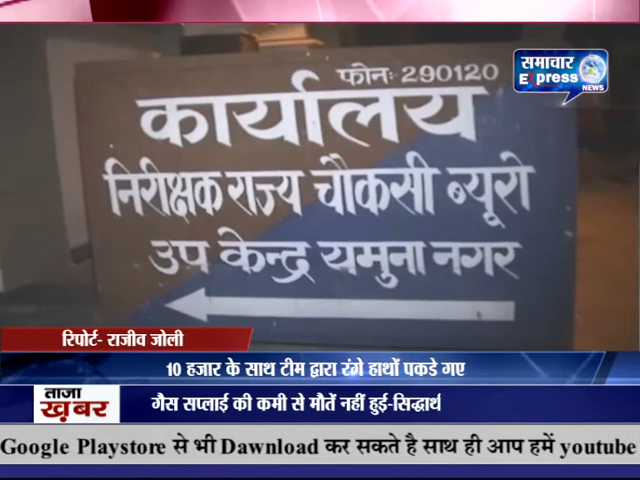 फोन:- 290120
समाचार
Express
NEWS
कार्यालय
निरीक्षक राज्य चौकसी ब्यूरो
उप केन्द्र यमुना नगर
रिपोर्ट- राजीव जोली
10 हजार के साथ टीम द्वारा रंगे हाथों पकडे गए
ताजा
ख़बर
गैस सप्लाई की कमी से मौतें नहीं हुई-सिद्धार्थ
Google Playstore से भी Dawnload कर सकते है साथ ही आप हमें youtube